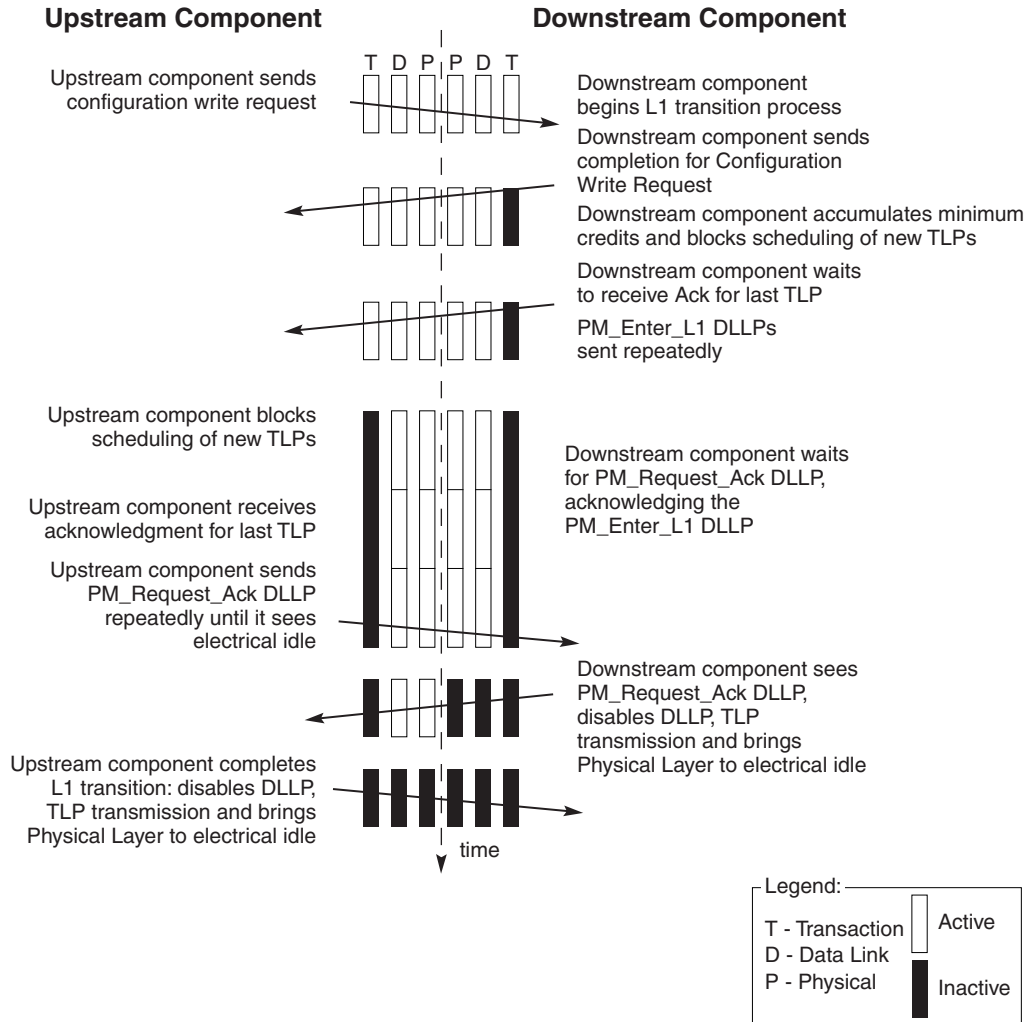 Upstream Component
Downstream Component
T D P P D T
Upstream component sends
configuration write request
Downstream component
begins L1 transition process
Downstream component sends
completion for Configuration
Write Request
Downstream component accumulates minimum
credits and blocks scheduling of new TLPs
Downstream component waits
to receive Ack for last TLP
PM_Enter_L1 DLLPs
sent repeatedly
Upstream component blocks
scheduling of new TLPs
Downstream component waits
for PM_Request_Ack DLLP,
acknowledging the
PM_Enter_L1 DLLP
Upstream component receives
acknowledgment for last TLP
Upstream component sends
PM_Request_Ack DLLP
repeatedly until it sees
electrical idle
Downstream component sees
PM_Request_Ack DLLP,
disables DLLP, TLP
transmission and brings
Physical Layer to electrical idle
Upstream component completes
L1 transition: disables DLLP,
TLP transmission and brings
Physical Layer to electrical idle
time
Legend:
T - Transaction
D - Data Link
P - Physical
Active
Inactive